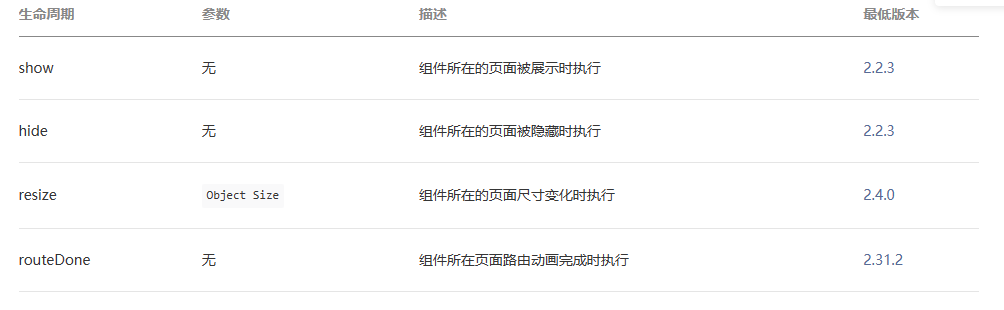 生命周期 参数 描述 最低版本
show 无 组件所在的页面被展示时执行 2.2.3
hide 无 组件所在的页面被隐藏时执行 2.2.3
resize Object Size 组件所在的页面尺寸变化时执行 2.4.0
routeDone 无 组件所在页面路由动画完成时执行 2.31.2